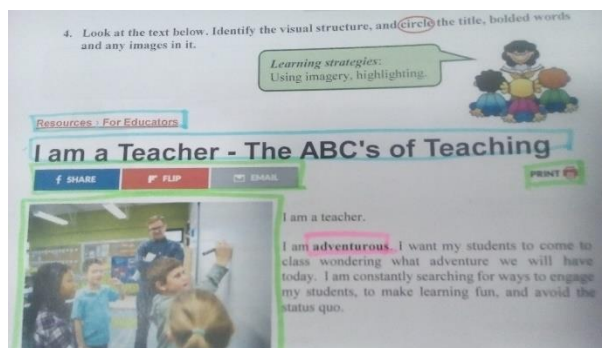 4. Look at the text below. Identify the visual structure, and circle the title, bolded words
and any images in it.
Learning strategies:
Using imagery, highlighting.
Resources : For Educators
I am a Teacher - The ABC's of Teaching
f SHARE FLIP EMAIL PRINT
I am a teacher.
I am adventurous. I want my students to come to
class wondering what adventure we will have
today. I am constantly searching for ways to engage
my students, to make learning fun, and avoid the
status quo.